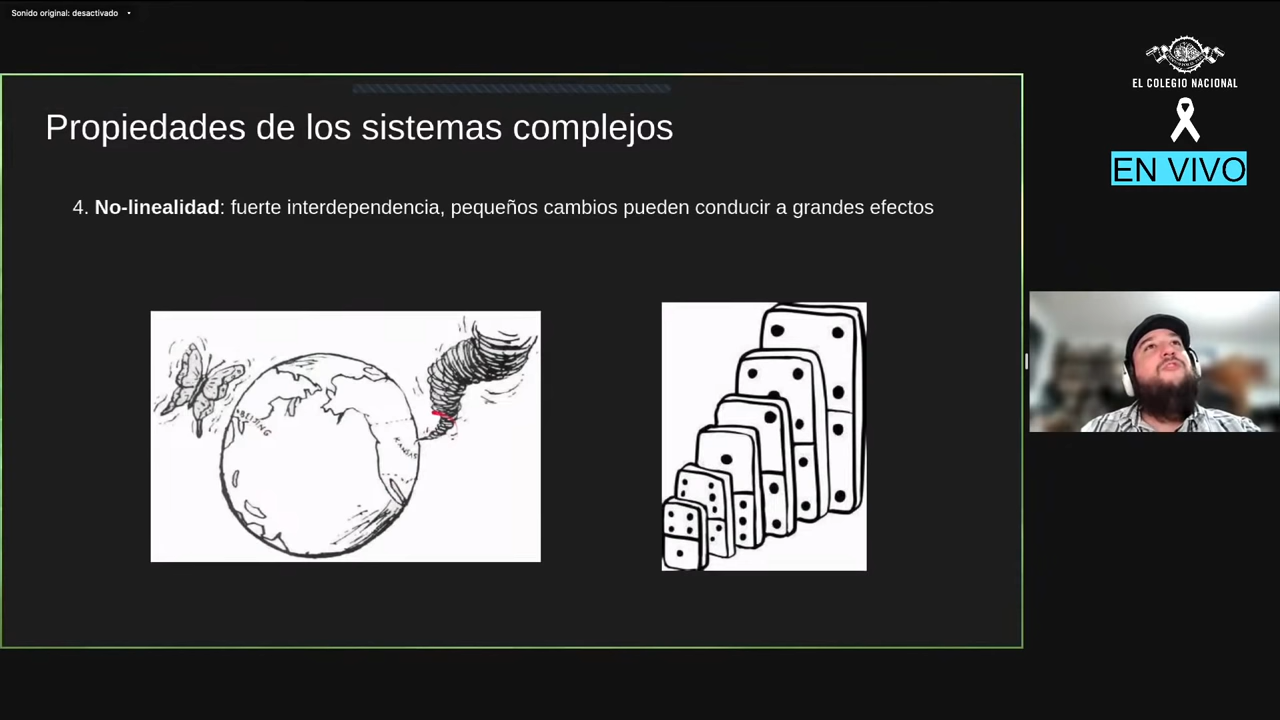 Sonido original: desactivado
EL COLEGIO NACIONAL
EN VIVO
Propiedades de los sistemas complejos
4. No-linealidad: fuerte interdependencia, pequeños cambios pueden conducir a grandes efectos
KANSAS